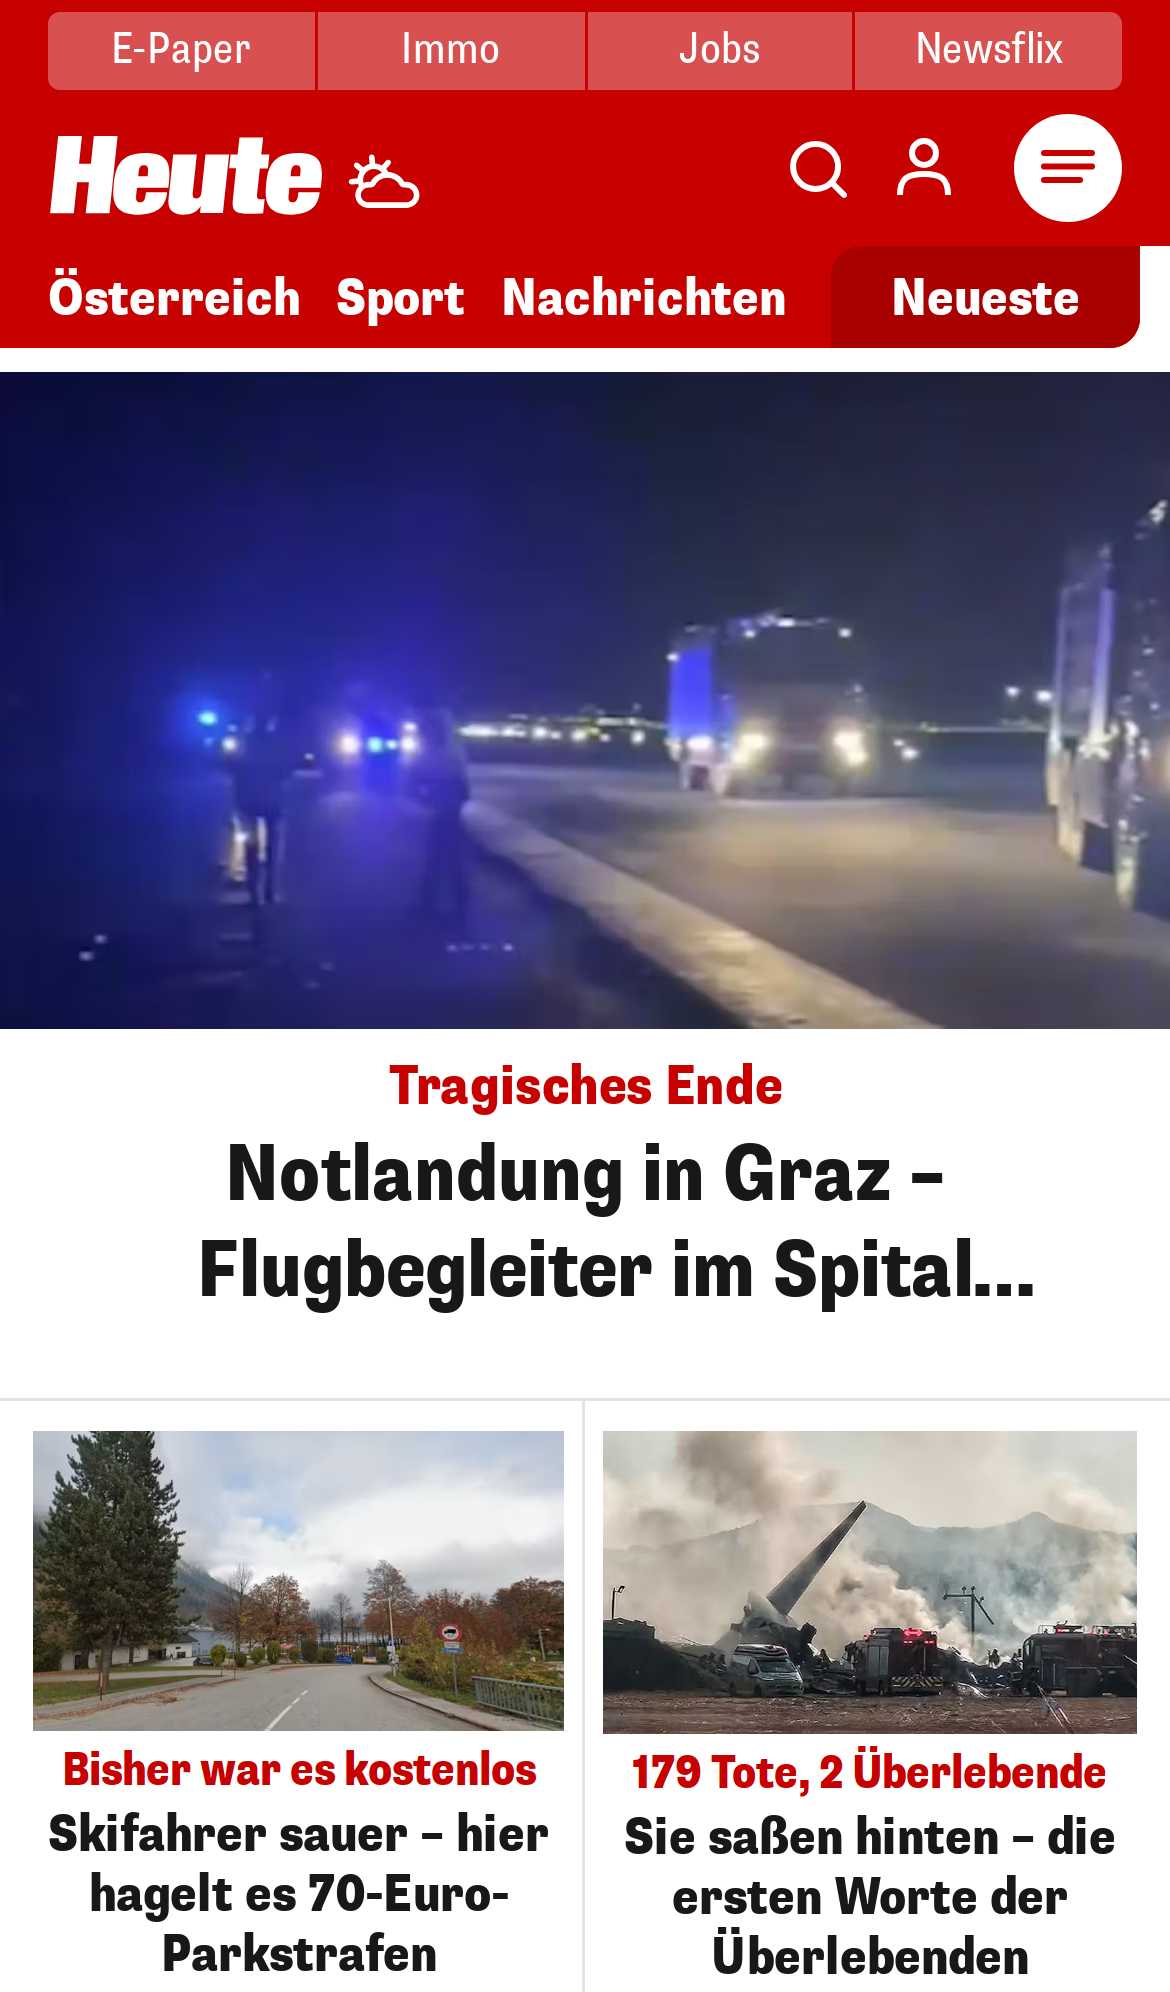 E-Paper
Immo
Jobs
Newsflix
Heute
Österreich
Sport
Nachrichten
Neueste
Tragisches Ende
Notlandung in Graz –
Flugbegleiter im Spital...
Bisher war es kostenlos
Skifahrer sauer – hier
hagelt es 70-Euro-
Parkstrafen
179 Tote, 2 Überlebende
Sie saßen hinten – die
ersten Worte der
Überlebenden